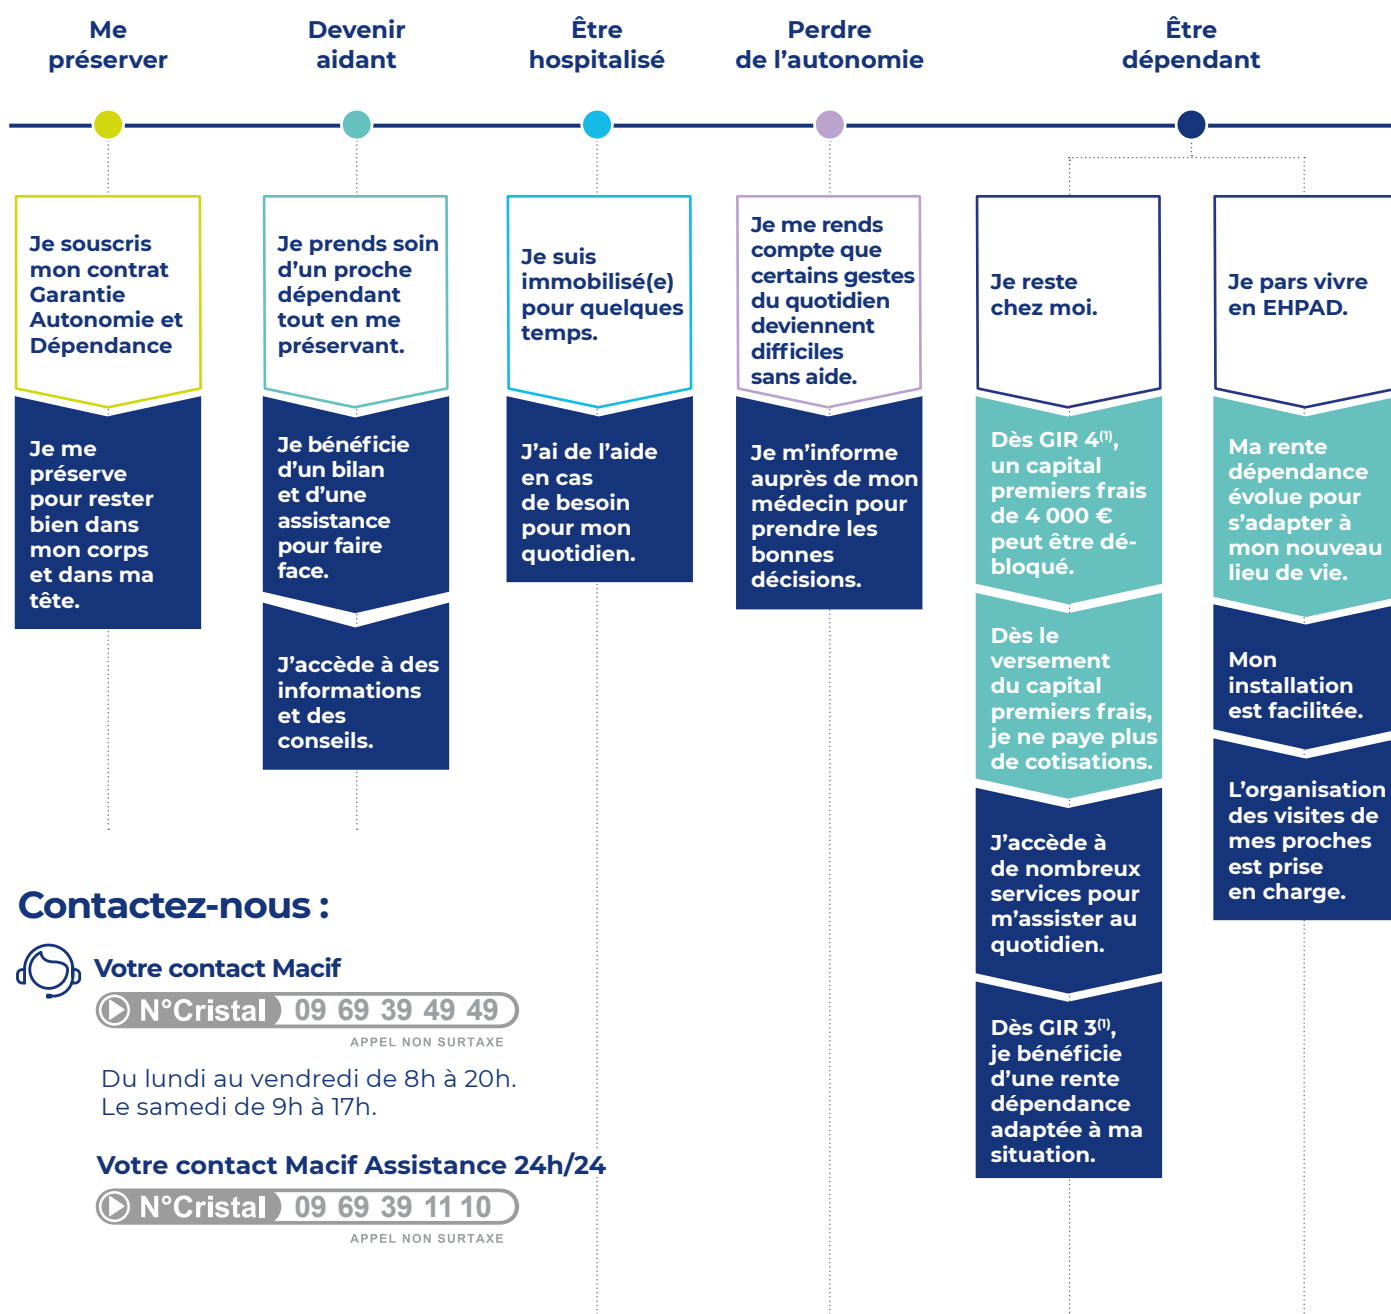 Me
préserver
Devenir
aidant
Être
hospitalisé
Perdre
de l’autonomie
Être
dépendant
Je souscris
mon contrat
Garantie
Autonomie et
Dépendance
Je me
préserve
pour rester
bien dans
mon corps
et dans ma
tête.
Je prends soin
d’un proche
dépendant
tout en me
préservant.
Je bénéficie
d’un bilan
et d’une
assistance
pour faire
face.
J’accède à des
informations
et des
conseils.
Je suis
immobilisé(e)
pour quelques
temps.
J’ai de l’aide
en cas
de besoin
pour mon
quotidien.
Je me rends
compte que
certains gestes
du quotidien
deviennent
difficiles
sans aide.
Je m’informe
auprès de mon
médecin pour
prendre les
bonnes
décisions.
Je reste
chez moi.
Dès GIR 4(1),
un capital
premiers frais
de 4 000 €
peut être dé-
bloqué.
Dès le
versement
du capital
premiers frais,
je ne paye plus
de cotisations.
J’accède à
de nombreux
services pour
m’assister au
quotidien.
Dès GIR 3(1),
je bénéficie
d’une rente
dépendance
adaptée à ma
situation.
Je pars vivre
en EHPAD.
Ma rente
dépendance
évolue pour
s’adapter à
mon nouveau
lieu de vie.
Mon
installation
est facilitée.
L’organisation
des visites de
mes proches
est prise
en charge.
Contactez-nous :
Votre contact Macif
N°Cristal 09 69 39 49 49
APPEL NON SURTAXE
Du lundi au vendredi de 8h à 20h.
Le samedi de 9h à 17h.
Votre contact Macif Assistance 24h/24
N°Cristal 09 69 39 11 10
APPEL NON SURTAXE